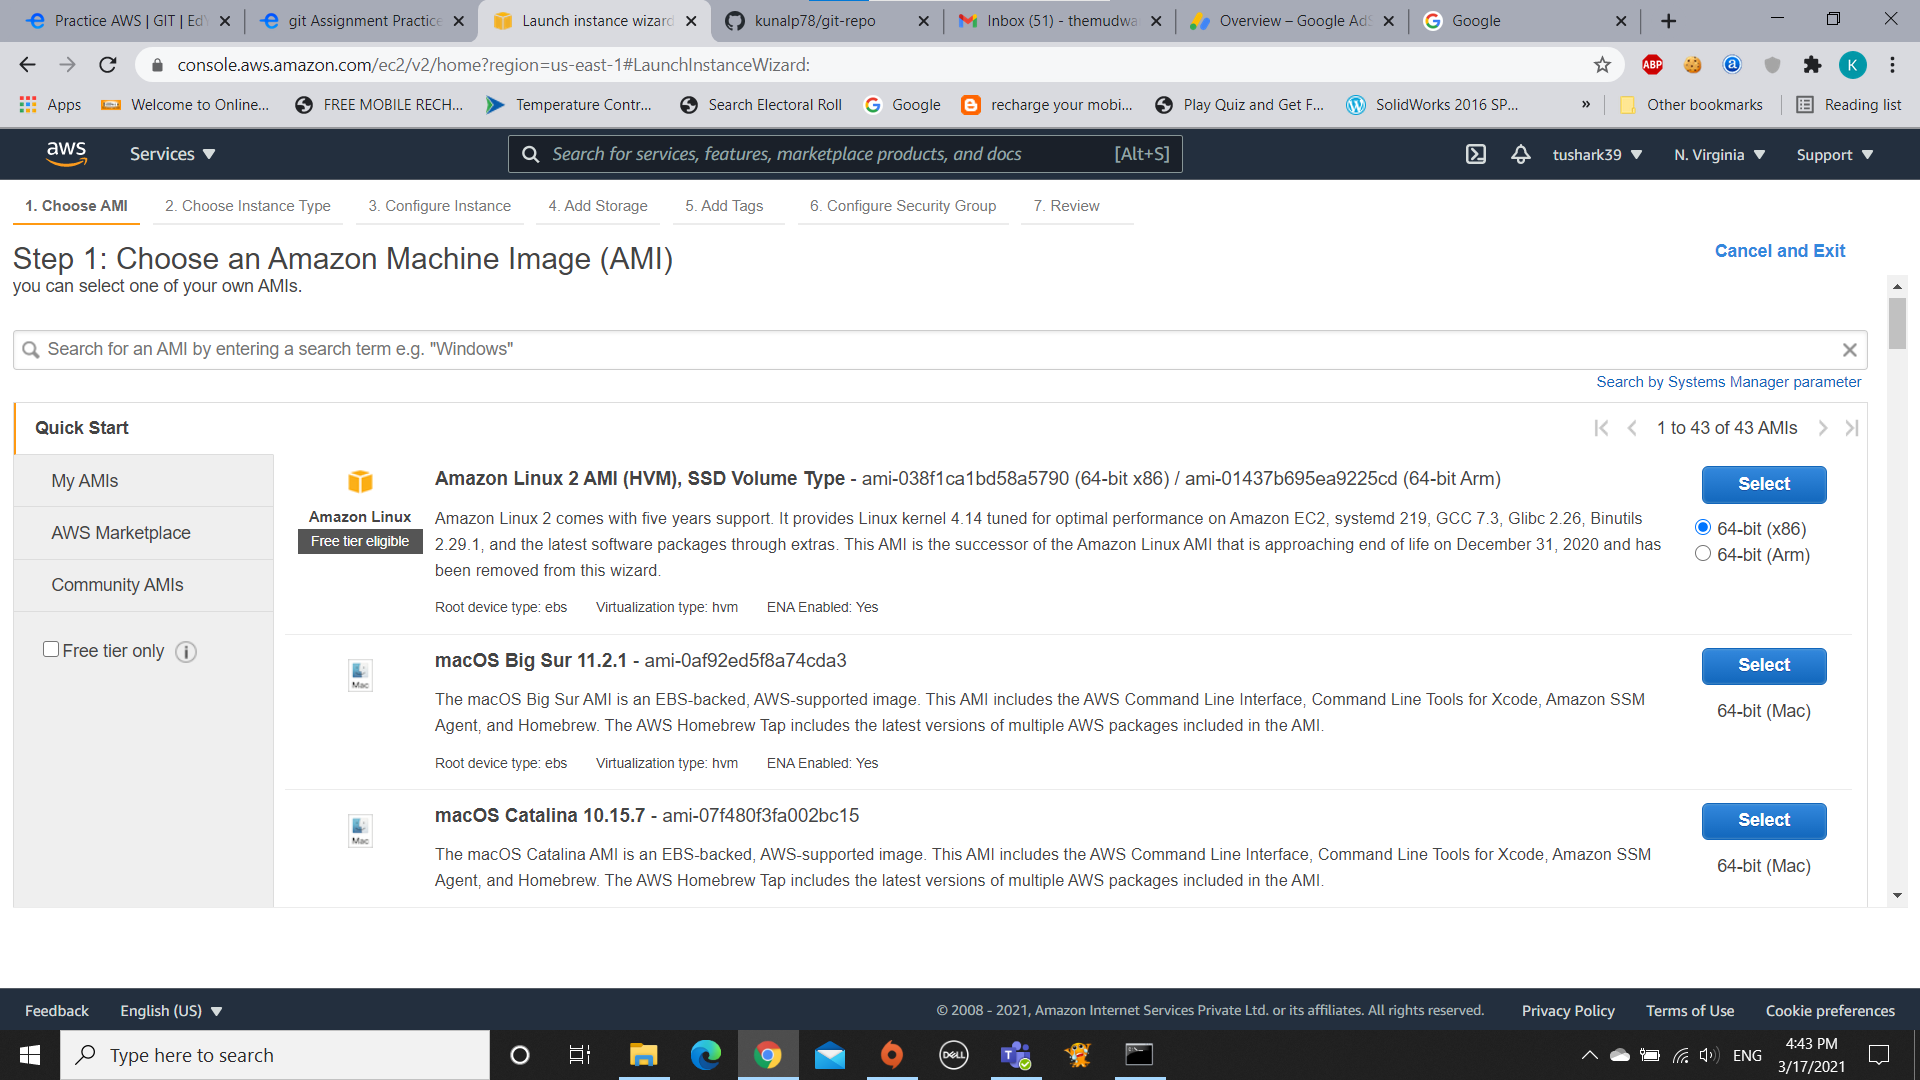 Practice AWS | GIT | EdY
git Assignment Practice
Launch instance wizard
kunalp78/git-repo
Inbox (51) - themudwa
Overview – Google AdS
Google
console.aws.amazon.com/ec2/v2/home?region=us-east-1#LaunchInstanceWizard:
ABP
a
K
Apps
Welcome to Online...
FREE MOBILE RECH...
Temperature Contr...
Search Electoral Roll
Google
recharge your mobi...
Play Quiz and Get F...
SolidWorks 2016 SP...
»
Other bookmarks
Reading list
aws
Services
Search for services, features, marketplace products, and docs
[Alt+S]
tushark39
N. Virginia
Support
1. Choose AMI
2. Choose Instance Type
3. Configure Instance
4. Add Storage
5. Add Tags
6. Configure Security Group
7. Review
Step 1: Choose an Amazon Machine Image (AMI)
Cancel and Exit
you can select one of your own AMIs.
Search for an AMI by entering a search term e.g. "Windows"
Search by Systems Manager parameter
Quick Start
1 to 43 of 43 AMIs
My AMIs
AWS Marketplace
Community AMIs
Free tier only
Amazon Linux
Free tier eligible
Amazon Linux 2 AMI (HVM), SSD Volume Type - ami-038f1ca1bd58a5790 (64-bit x86) / ami-01437b695ea9225cd (64-bit Arm)
Amazon Linux 2 comes with five years support. It provides Linux kernel 4.14 tuned for optimal performance on Amazon EC2, systemd 219, GCC 7.3, Glibc 2.26, Binutils
2.29.1, and the latest software packages through extras. This AMI is the successor of the Amazon Linux AMI that is approaching end of life on December 31, 2020 and has
been removed from this wizard.
Root device type: ebs
Virtualization type: hvm
ENA Enabled: Yes
Select
64-bit (x86)
64-bit (Arm)
Mac
macOS Big Sur 11.2.1 - ami-0af92ed5f8a74cda3
The macOS Big Sur AMI is an EBS-backed, AWS-supported image. This AMI includes the AWS Command Line Interface, Command Line Tools for Xcode, Amazon SSM
Agent, and Homebrew. The AWS Homebrew Tap includes the latest versions of multiple AWS packages included in the AMI.
Root device type: ebs
Virtualization type: hvm
ENA Enabled: Yes
Select
64-bit (Mac)
Mac
macOS Catalina 10.15.7 - ami-07f480f3fa002bc15
The macOS Catalina AMI is an EBS-backed, AWS-supported image. This AMI includes the AWS Command Line Interface, Command Line Tools for Xcode, Amazon SSM
Agent, and Homebrew. The AWS Homebrew Tap includes the latest versions of multiple AWS packages included in the AMI.
Select
64-bit (Mac)
Feedback
English (US)
© 2008 - 2021, Amazon Internet Services Private Ltd. or its affiliates. All rights reserved.
Privacy Policy
Terms of Use
Cookie preferences
Type here to search
DELL
ENG
4:43 PM
3/17/2021